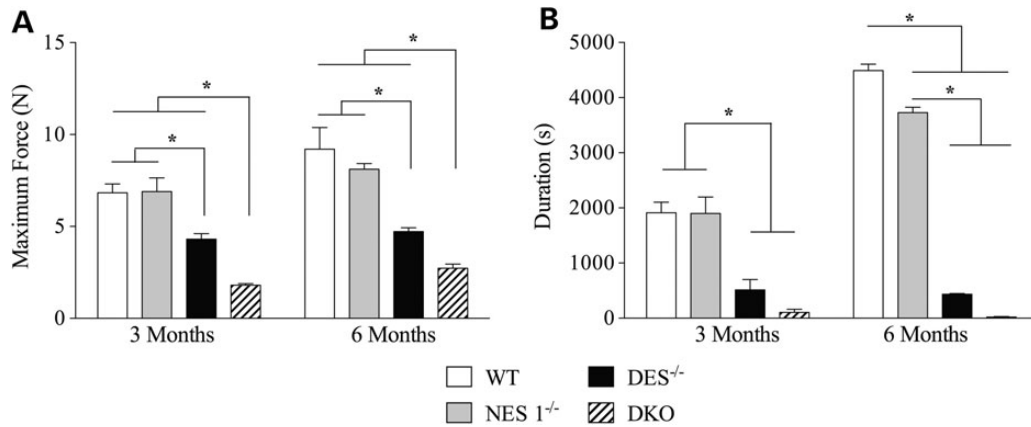 A
15
10
5
0
Maximum Force (N)
*
*
*
*
3 Months
6 Months
B
5000
4000
3000
2000
1000
0
Duration (s)
*
*
*
3 Months
6 Months
WT
DES⁻/⁻
NES 1⁻/⁻
DKO